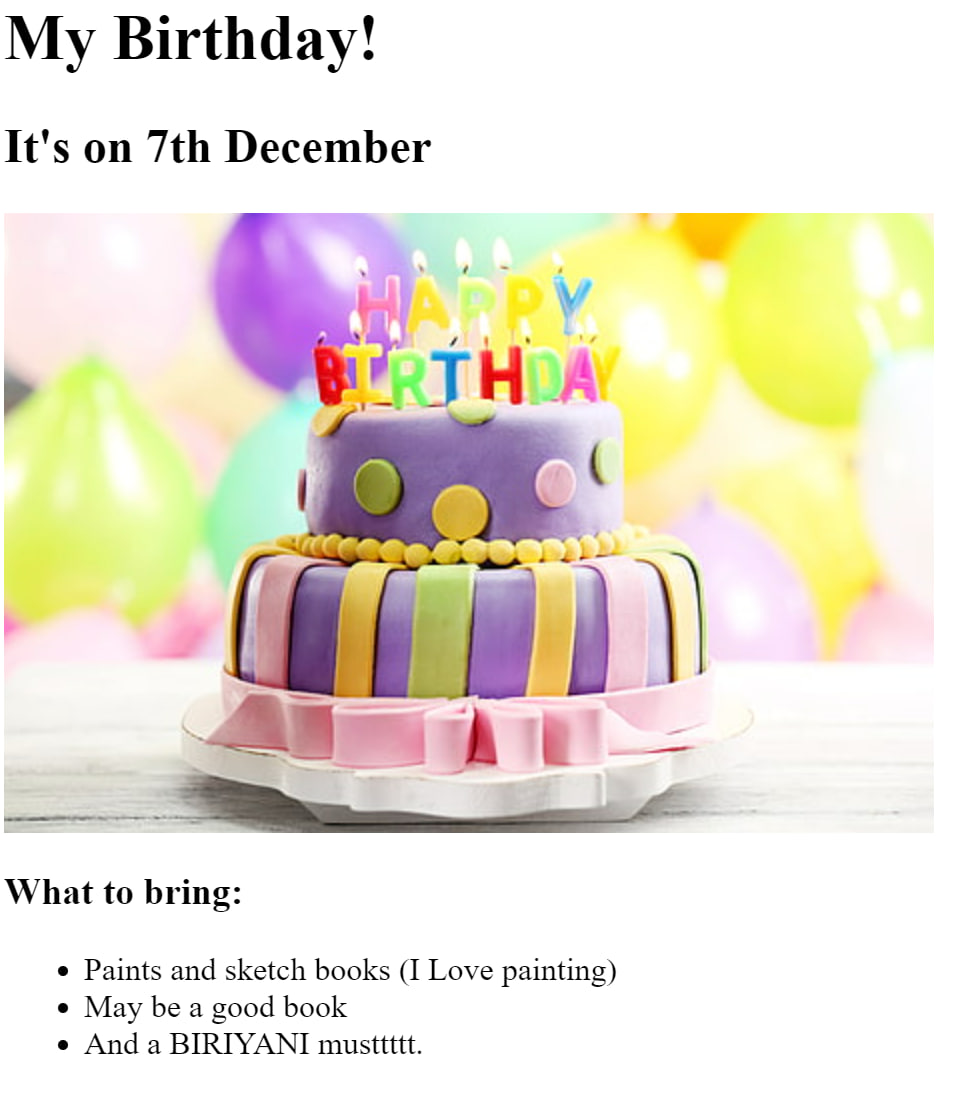 My Birthday!
It's on 7th December
HAPPY
BIRTHDAY
What to bring:
Paints and sketch books (I Love painting)
May be a good book
And a BIRIYANI musttttt.